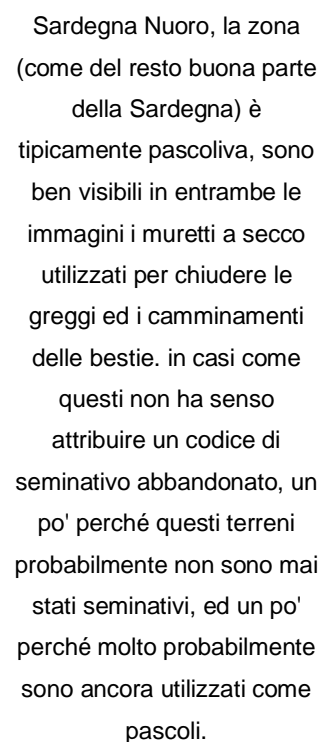 Sardegna Nuoro, la zona
(come del resto buona parte
della Sardegna) è
tipicamente pascoliva, sono
ben visibili in entrambe le
immagini i muretti a secco
utilizzati per chiudere le
greggi ed i camminamenti
delle bestie. in casi come
questi non ha senso
attribuire un codice di
seminativo abbandonato, un
po' perché questi terreni
probabilmente non sono mai
stati seminativi, ed un po'
perché molto probabilmente
sono ancora utilizzati come
pascoli.